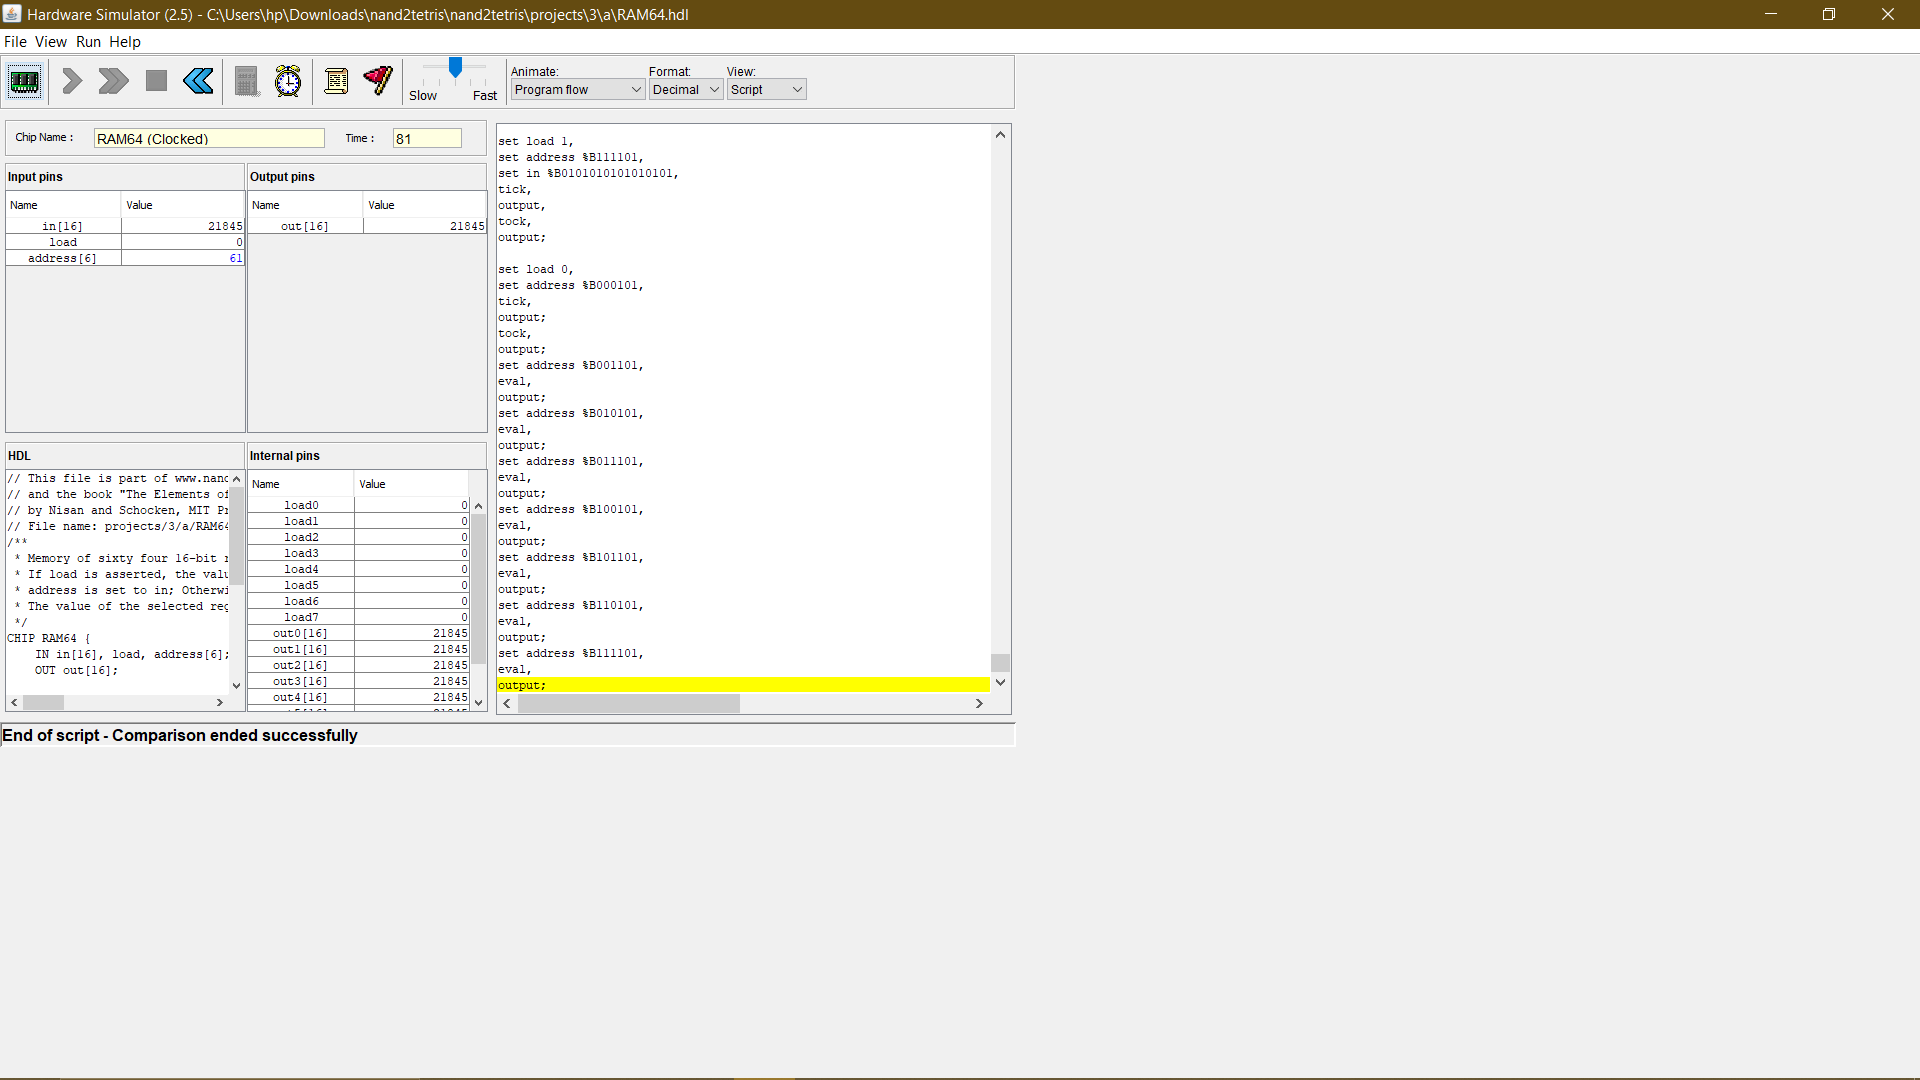 Hardware Simulator (2.5) - C:\Users\hp\Downloads\nand2tetris\nand2tetris\projects\3\a\RAM64.hdl
File View Run Help
Slow Fast
Animate: Format: View:
Program flow Decimal Script
Chip Name : RAM64 (Clocked) Time : 81
Input pins
Name Value
in[16] 21845
load 0
address[6] 61
Output pins
Name Value
out[16] 21845
HDL
// This file is part of www.nand
// and the book "The Elements of
// by Nisan and Schocken, MIT Pr
// File name: projects/3/a/RAM64
/**
* Memory of sixty four 16-bit r
* If load is asserted, the valu
* address is set to in; Otherwi
* The value of the selected reg
*/
CHIP RAM64 {
IN in[16], load, address[6];
OUT out[16];
Internal pins
Name Value
load0 0
load1 0
load2 0
load3 0
load4 0
load5 0
load6 0
load7 0
out0[16] 21845
out1[16] 21845
out2[16] 21845
out3[16] 21845
out4[16] 21845
set load 1,
set address %B111101,
set in %B0101010101010101,
tick,
output,
tock,
output;
set load 0,
set address %B000101,
tick,
output;
tock,
output;
set address %B001101,
eval,
output;
set address %B010101,
eval,
output;
set address %B011101,
eval,
output;
set address %B100101,
eval,
output;
set address %B101101,
eval,
output;
set address %B110101,
eval,
output;
set address %B111101,
eval,
output;
End of script - Comparison ended successfully